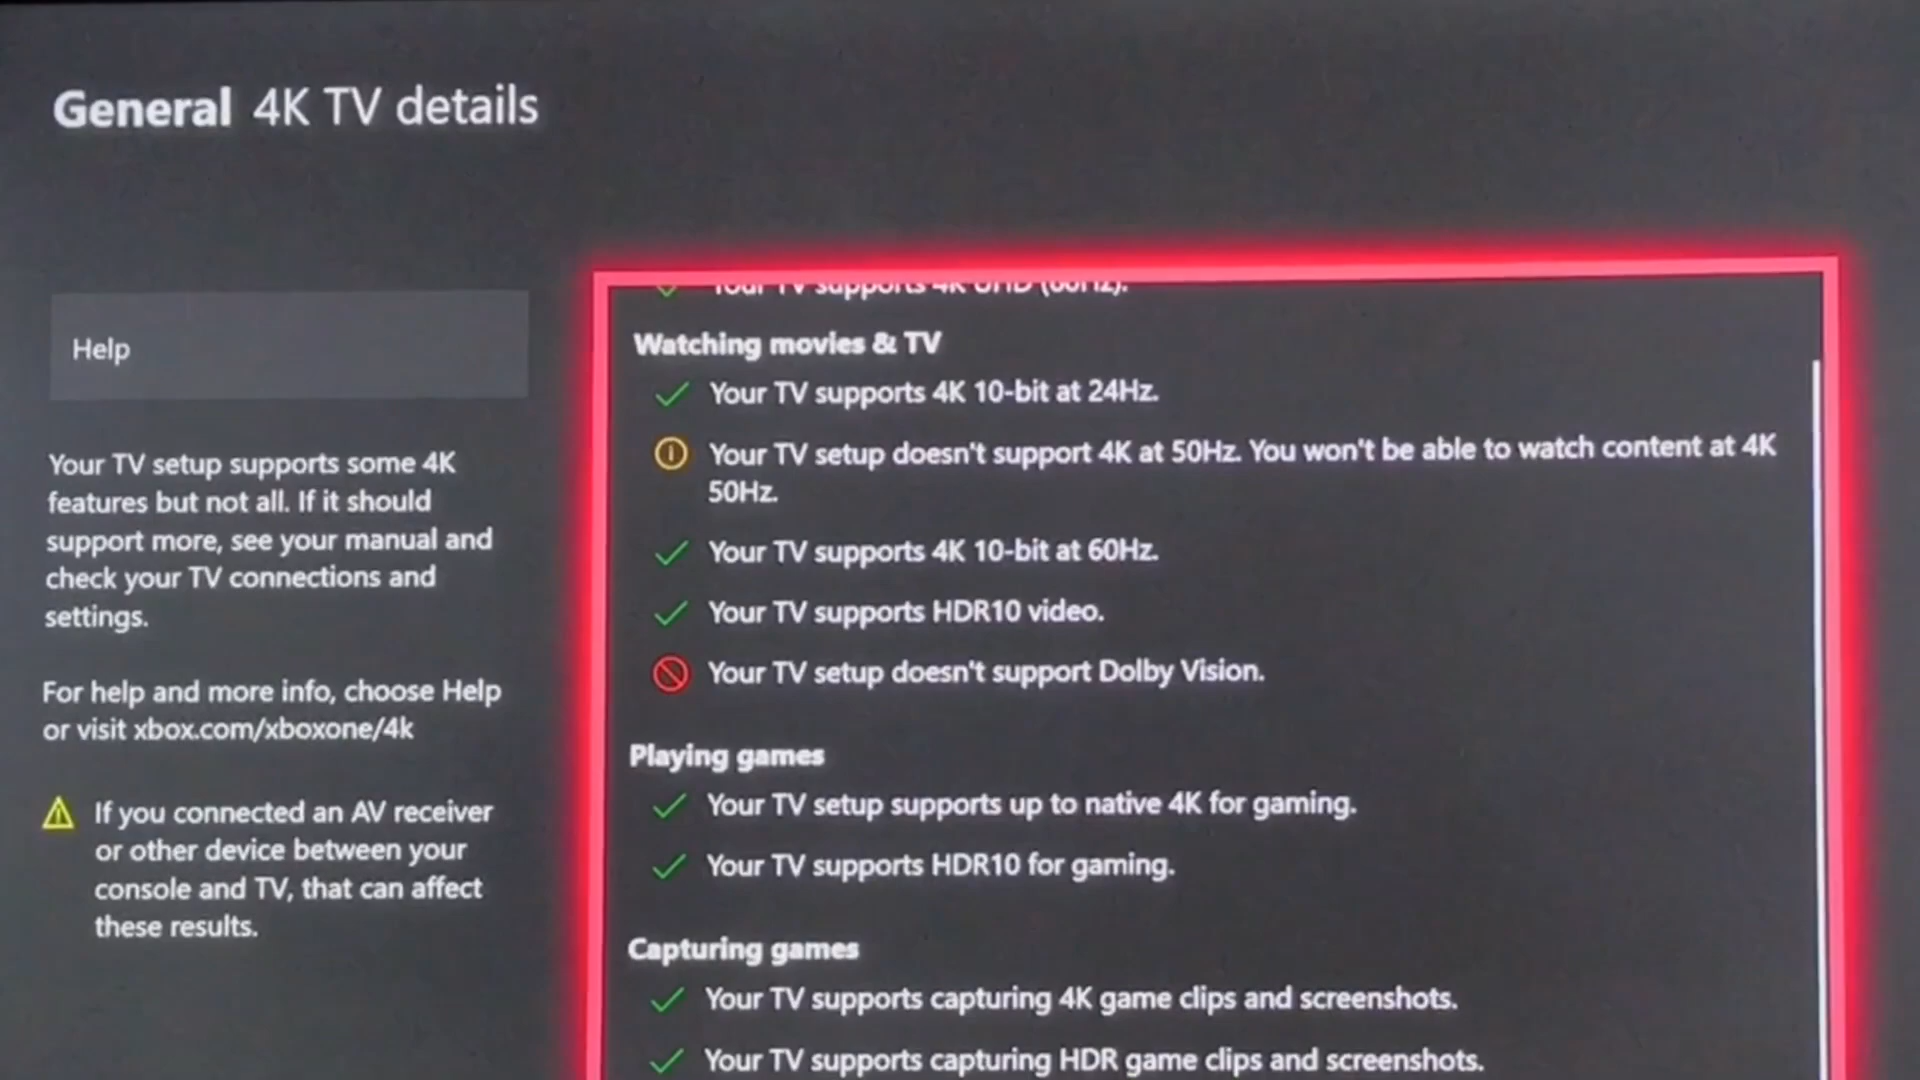 General 4K TV details
Help
Your TV setup supports some 4K
features but not all. If it should
support more, see your manual and
check your TV connections and
settings.
For help and more info, choose Help
or visit xbox.com/xboxone/4k
If you connected an AV receiver
or other device between your
console and TV, that can affect
these results.
Your TV supports 4K UHD (60Hz).
Watching movies & TV
Your TV supports 4K 10-bit at 24Hz.
Your TV setup doesn't support 4K at 50Hz. You won't be able to watch content at 4K
50Hz.
Your TV supports 4K 10-bit at 60Hz.
Your TV supports HDR10 video.
Your TV setup doesn't support Dolby Vision.
Playing games
Your TV setup supports up to native 4K for gaming.
Your TV supports HDR10 for gaming.
Capturing games
Your TV supports capturing 4K game clips and screenshots.
Your TV supports capturing HDR game clips and screenshots.